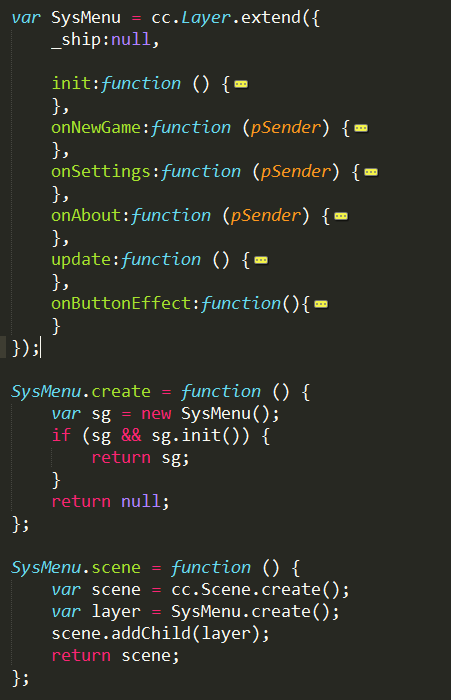 var SysMenu = cc.Layer.extend({
    _ship:null,

    init:function () {
    },
    onNewGame:function (pSender) {
    },
    onSettings:function (pSender) {
    },
    onAbout:function (pSender) {
    },
    update:function () {
    },
    onButtonEffect:function(){
    }
});

SysMenu.create = function () {
    var sg = new SysMenu();
    if (sg && sg.init()) {
        return sg;
    }
    return null;
};

SysMenu.scene = function () {
    var scene = cc.Scene.create();
    var layer = SysMenu.create();
    scene.addChild(layer);
    return scene;
};